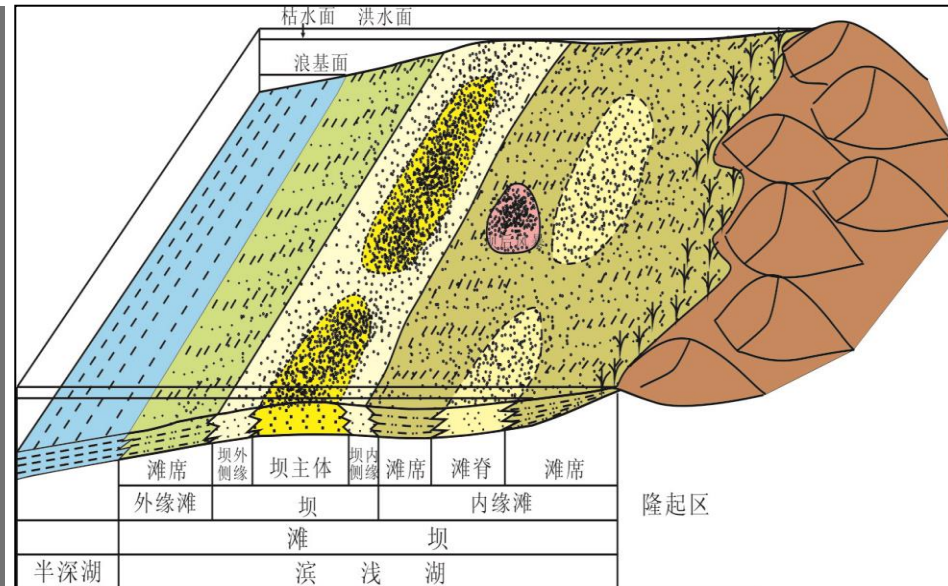 枯水面 洪水面
浪基面
滩席 坝外侧缘 坝主体 坝内侧缘 滩席 滩脊 滩席
外缘滩 坝 内缘滩 隆起区
滩 坝
半深湖 滨 浅 湖